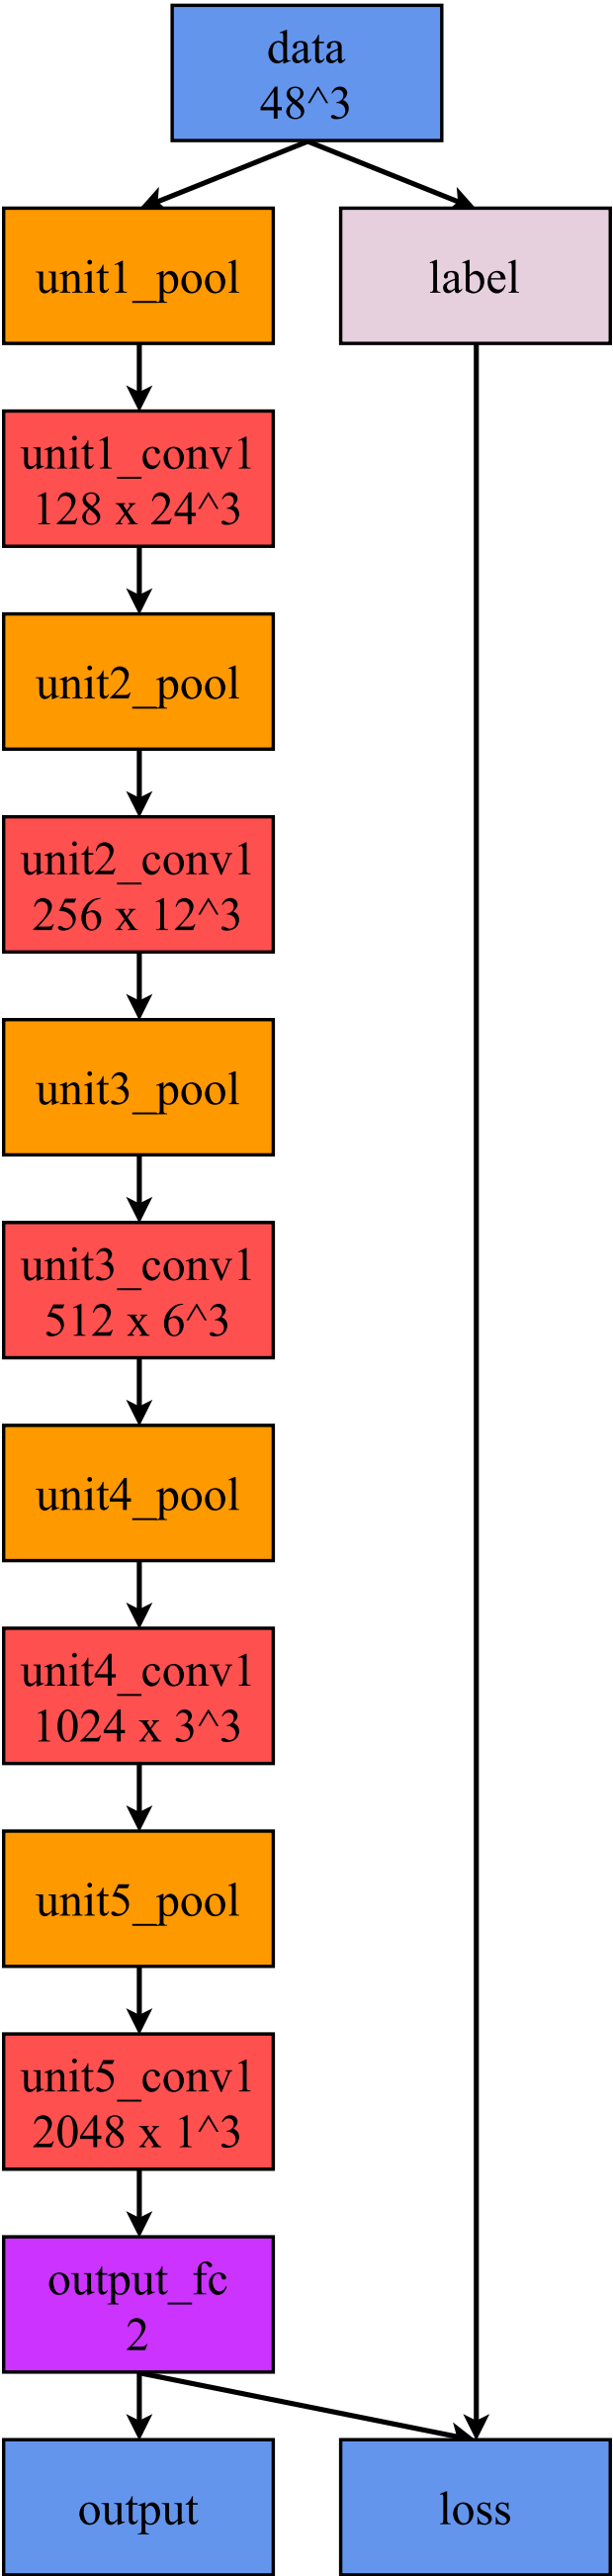 data
48^3
unit1_pool
label
unit1_conv1
128 x 24^3
unit2_pool
unit2_conv1
256 x 12^3
unit3_pool
unit3_conv1
512 x 6^3
unit4_pool
unit4_conv1
1024 x 3^3
unit5_pool
unit5_conv1
2048 x 1^3
output_fc
2
output
loss